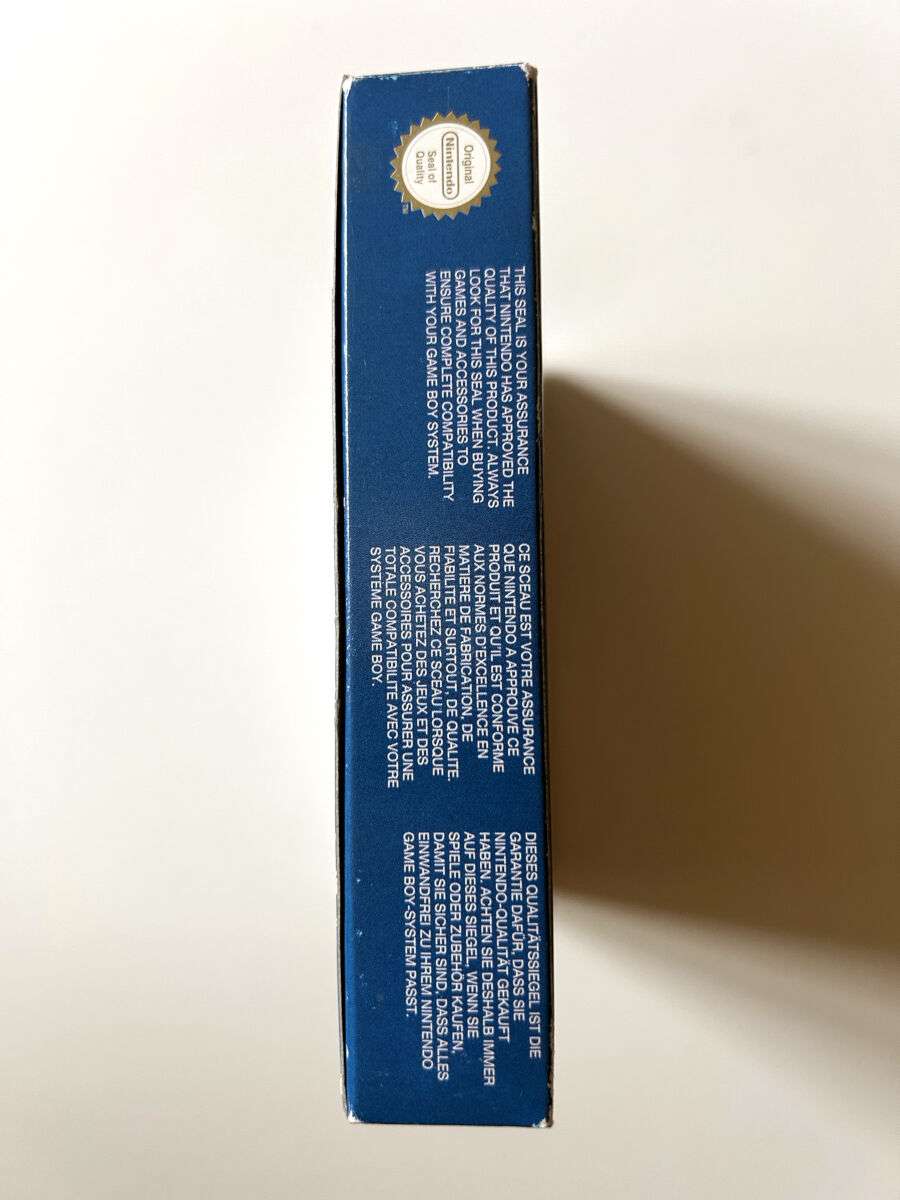 Original
Nintendo
Seal of
Quality
TM
THIS SEAL IS YOUR ASSURANCE
THAT NINTENDO HAS APPROVED THE
QUALITY OF THIS PRODUCT. ALWAYS
LOOK FOR THIS SEAL WHEN BUYING
GAMES AND ACCESSORIES TO
ENSURE COMPLETE COMPATIBILITY
WITH YOUR GAME BOY SYSTEM.
CE SCEAU EST VOTRE ASSURANCE
QUE NINTENDO A APPROUVE CE
PRODUIT ET QU'IL EST CONFORME
AUX NORMES D'EXCELLENCE EN
MATIERE DE FABRICATION, DE
FIABILITE ET SURTOUT, DE QUALITE.
RECHERCHEZ CE SCEAU LORSQUE
VOUS ACHETEZ DES JEUX ET DES
ACCESSOIRES POUR ASSURER UNE
TOTALE COMPATIBILITE AVEC VOTRE
SYSTEME GAME BOY.
DIESES QUALITÄTSSIEGEL IST DIE
GARANTIE DAFÜR, DASS SIE
NINTENDO-QUALITÄT GEKAUFT
HABEN. ACHTEN SIE DESHALB IMMER
AUF DIESES SIEGEL, WENN SIE
SPIELE ODER ZUBEHÖR KAUFEN,
DAMIT SIE SICHER SIND, DASS ALLES
EINWANDFREI ZU IHREM NINTENDO
GAME BOY-SYSTEM PASST.